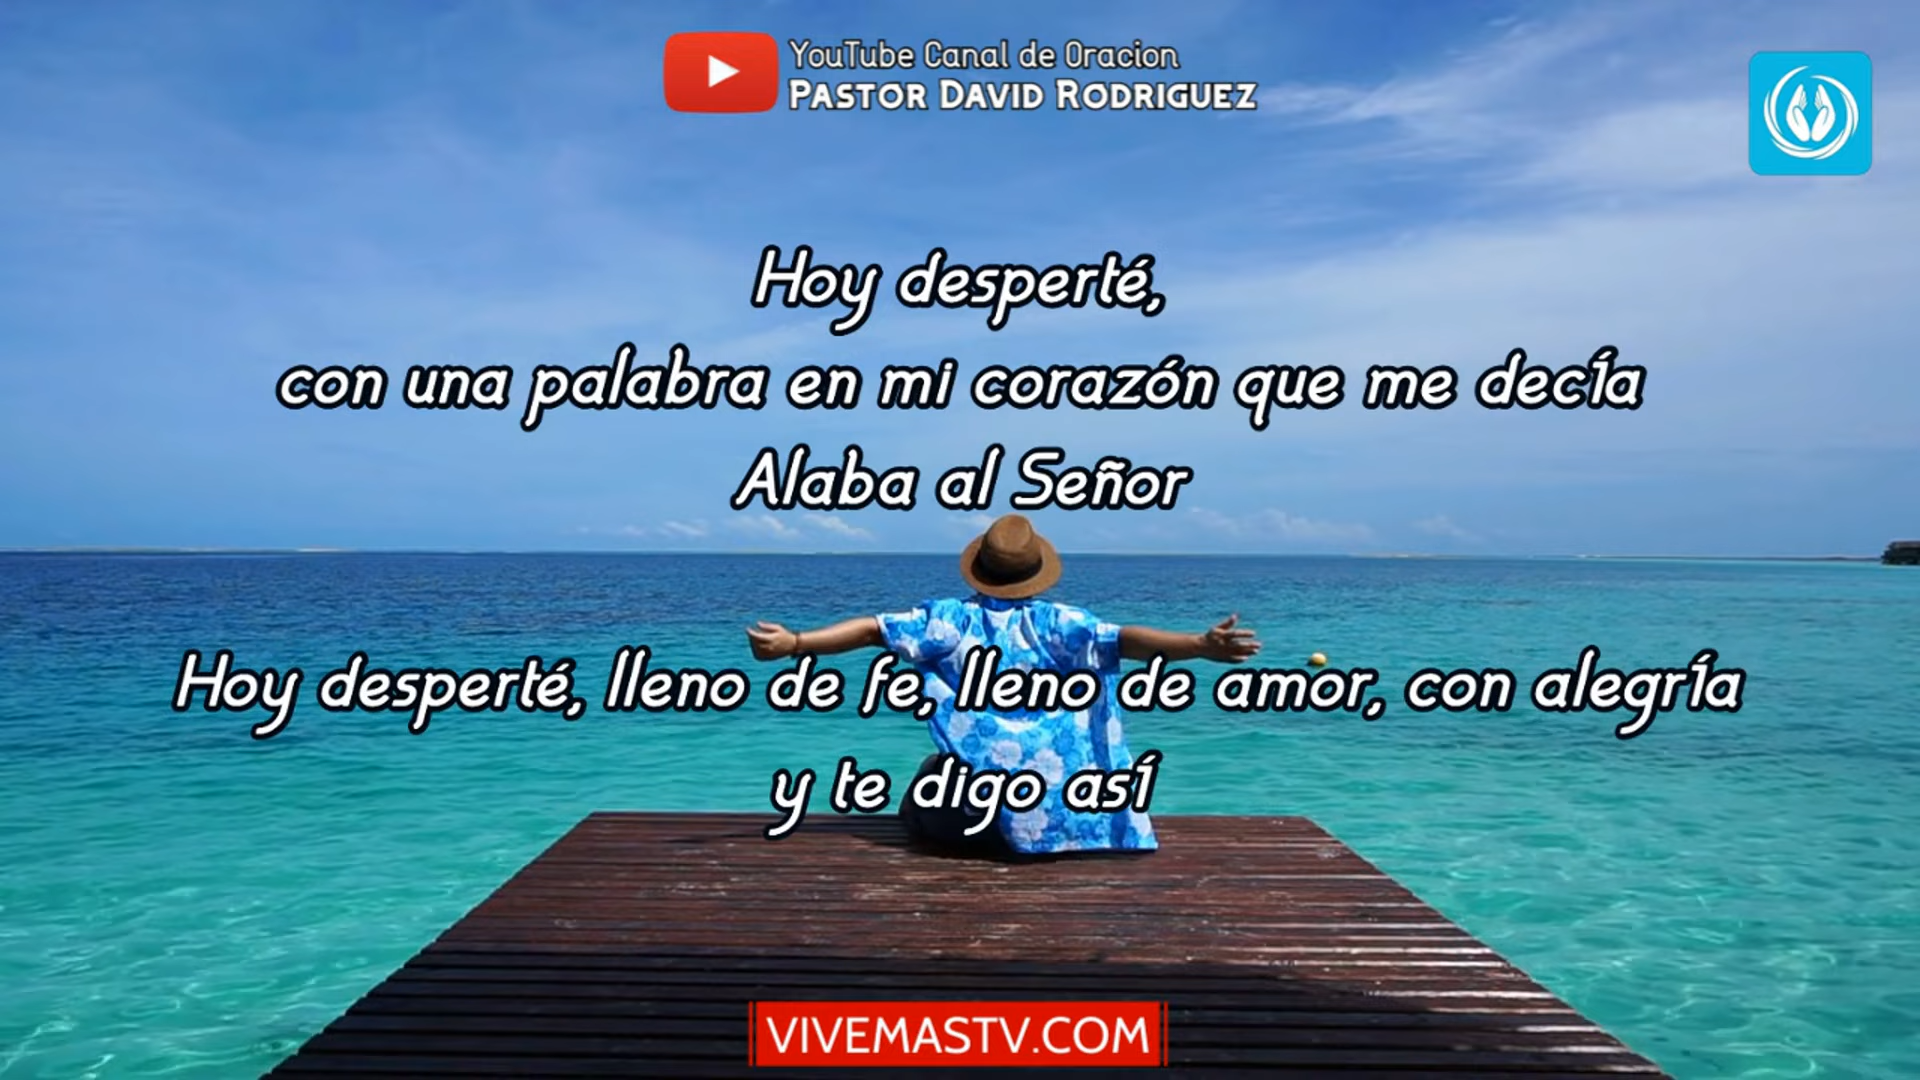 YouTube Canal de Oracion
PASTOR DAVID RODRIGUEZ
Hoy desperté,
con una palabra en mi corazón que me decía
Alaba al Señor
Hoy desperté, lleno de fe, lleno de amor, con alegría
y te digo así
VIVEMASTV.COM